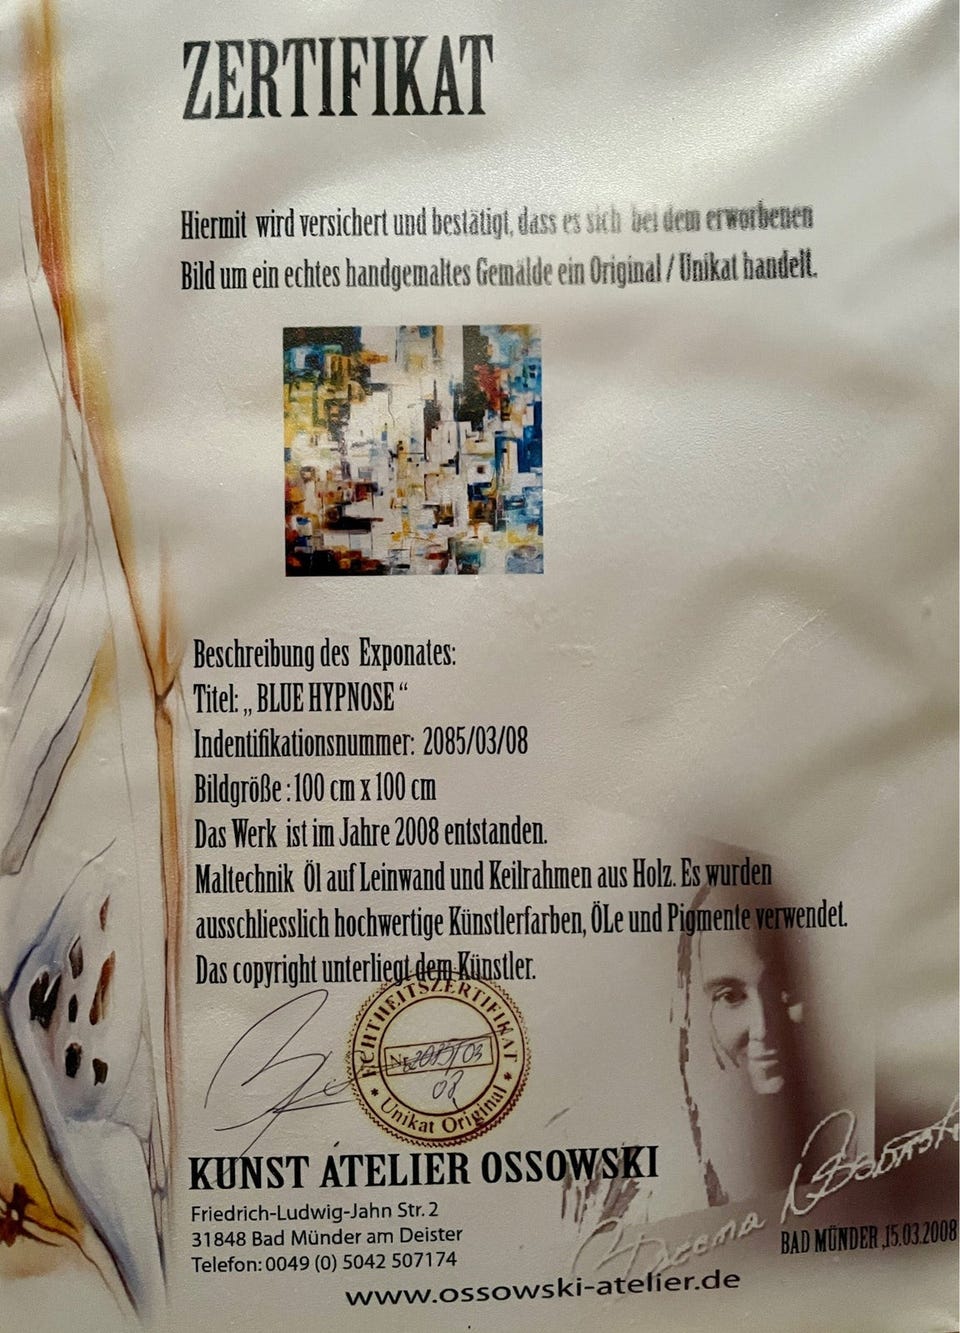 ZERTIFIKAT
Hiermit wird versichert und bestätigt, dass es sich bei dem erworbenen
Bild um ein echtes handgemaltes Gemälde ein Original / Unikat handelt.
Beschreibung des Exponates:
Titel: „ BLUE HYPNOSE “
Indentifikationsnummer: 2085/03/08
Bildgröße : 100 cm x 100 cm
Das Werk ist im Jahre 2008 entstanden.
Maltechnik Öl auf Leinwand und Keilrahmen aus Holz. Es wurden
ausschliesslich hochwertige Künstlerfarben, ÖLe und Pigmente verwendet.
Das copyright unterliegt dem Künstler.
ECHTHEITSZERTIFIKAT
Nr. 2085/03
08
Unikat Original
KUNST ATELIER OSSOWSKI
Friedrich-Ludwig-Jahn Str. 2
31848 Bad Münder am Deister
Telefon: 0049 (0) 5042 507174
BAD MÜNDER ,15.03.2008
www.ossowski-atelier.de